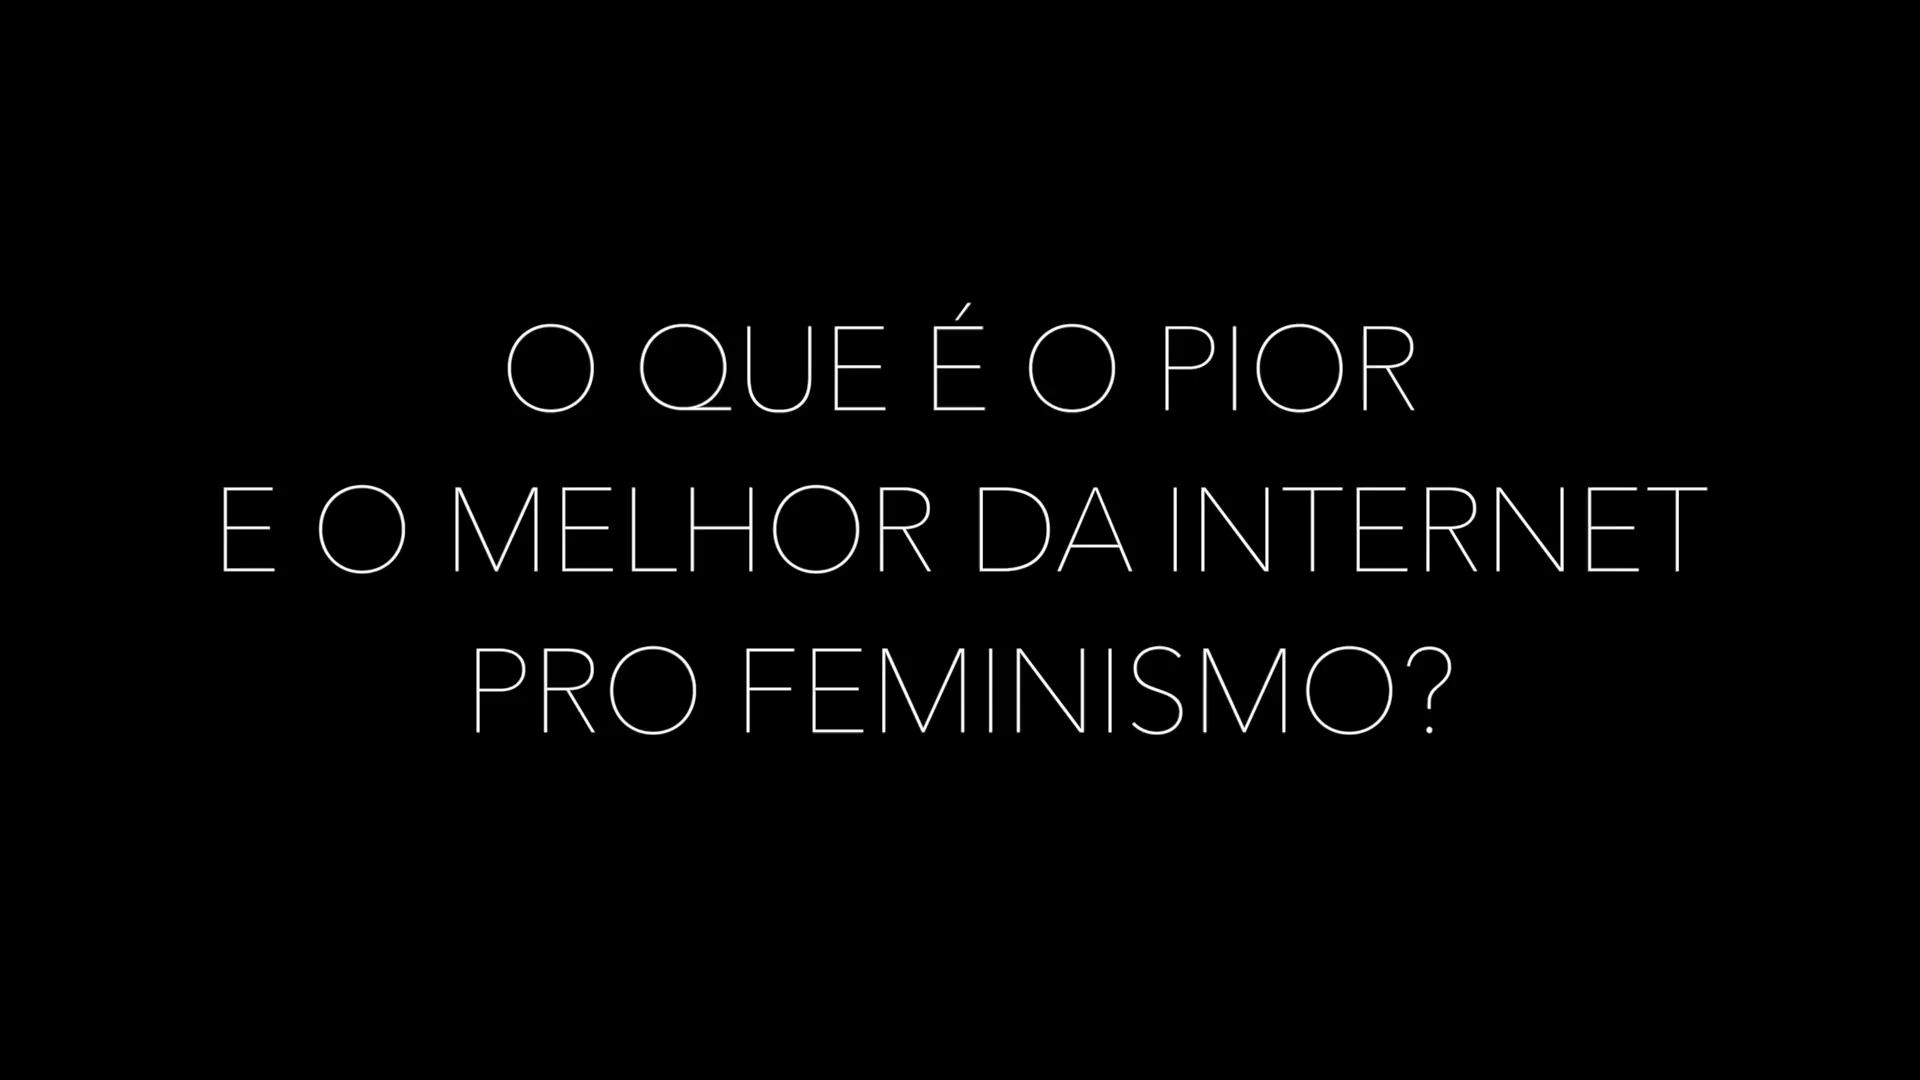 O QUE É O PIOR
E O MELHOR DA INTERNET
PRO FEMINISMO?